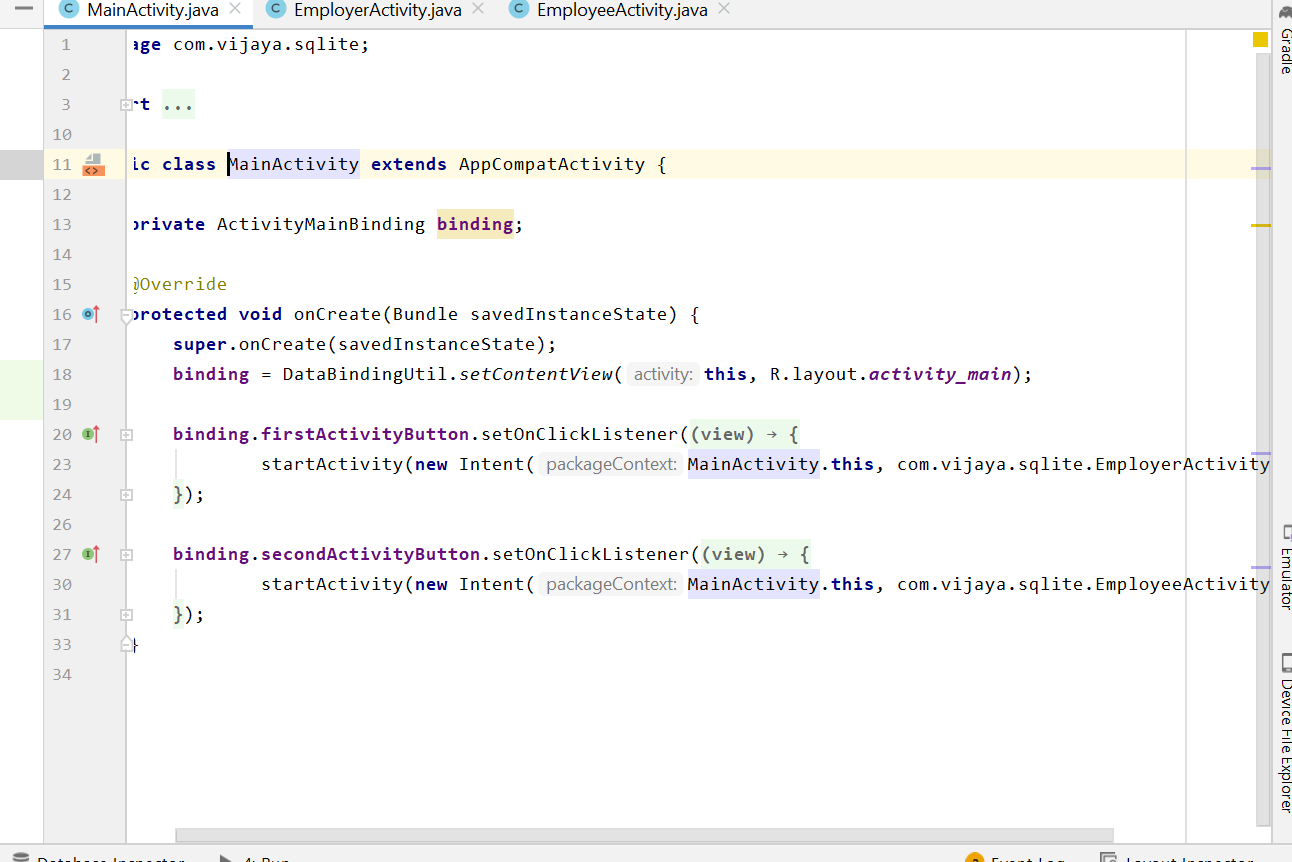 MainActivity.java EmployerActivity.java EmployeeActivity.java
1 age com.vijaya.sqlite;
2
3 rt ...
10
11 ic class MainActivity extends AppCompatActivity {
12
13 private ActivityMainBinding binding;
14
15 @Override
16 protected void onCreate(Bundle savedInstanceState) {
17 super.onCreate(savedInstanceState);
18 binding = DataBindingUtil.setContentView( activity: this, R.layout.activity_main);
19
20 binding.firstActivityButton.setOnClickListener((view) → {
23 startActivity(new Intent( packageContext: MainActivity.this, com.vijaya.sqlite.EmployerActivity
24 });
26
27 binding.secondActivityButton.setOnClickListener((view) → {
30 startActivity(new Intent( packageContext: MainActivity.this, com.vijaya.sqlite.EmployeeActivity
31 });
33 }
34
Gradle
Emulator
Device File Explorer
Database Inspector 4: Run 2 Event Log Layout Inspector